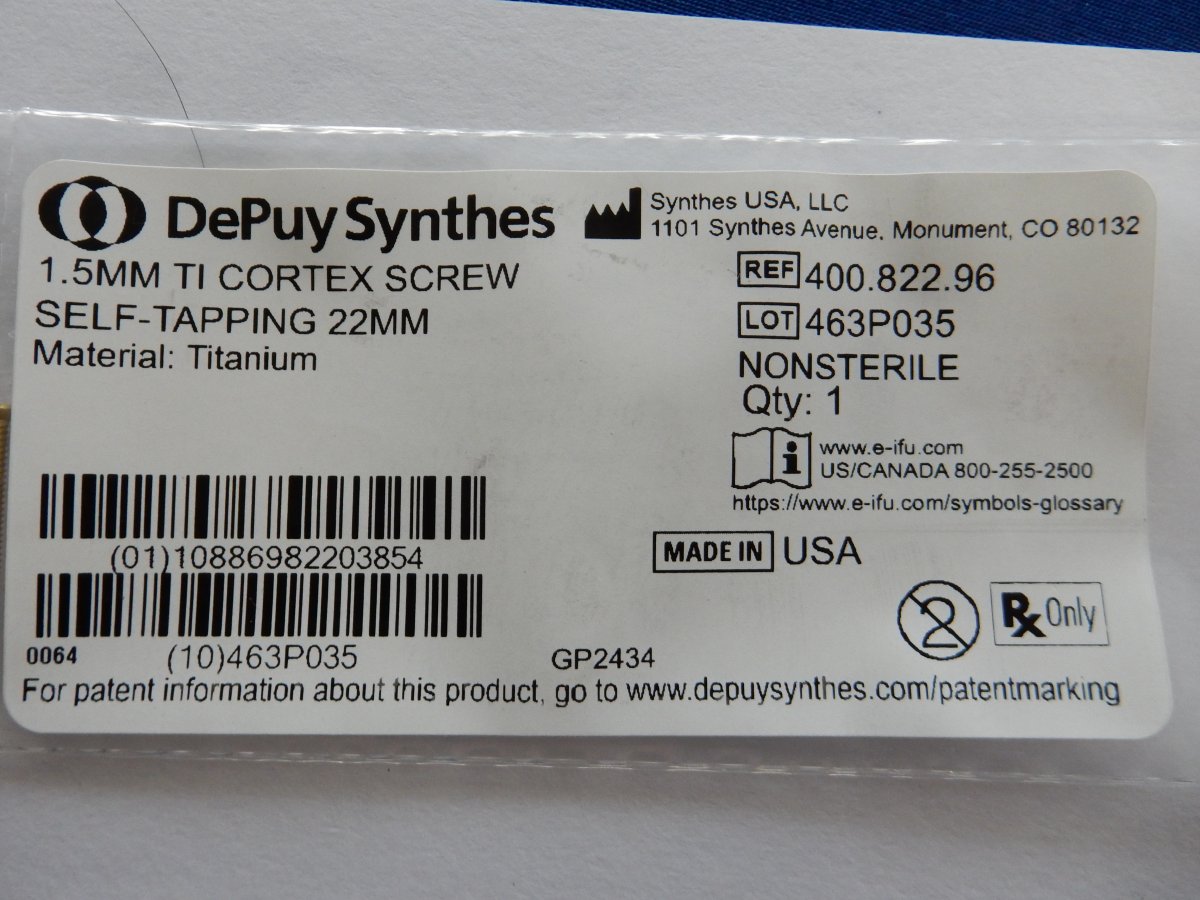 DePuy Synthes
Synthes USA, LLC
1101 Synthes Avenue, Monument, CO 80132
1.5MM TI CORTEX SCREW
SELF-TAPPING 22MM
Material: Titanium
REF 400.822.96
LOT 463P035
NONSTERILE
Qty: 1
i www.e-ifu.com
US/CANADA 800-255-2500
https://www.e-ifu.com/symbols-glossary
(01)10886982203854
MADE IN USA
2
Rx Only
0064 (10)463P035 GP2434
For patent information about this product, go to www.depuysynthes.com/patentmarking